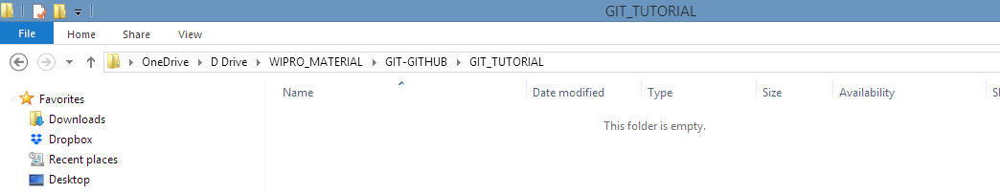 GIT_TUTORIAL
File Home Share View
OneDrive D Drive WIPRO_MATERIAL GIT-GITHUB GIT_TUTORIAL
Favorites
Downloads
Dropbox
Recent places
Desktop
Name Date modified Type Size Availability
This folder is empty.